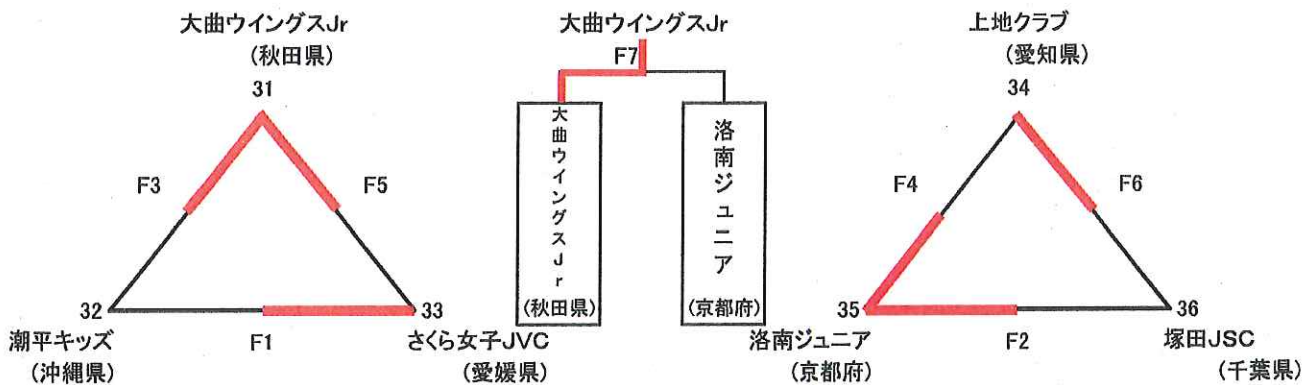 大曲ウイングスJr
(秋田県)
31
F3
F5
32
33
潮平キッズ
(沖縄県)
F1
さくら女子JVC
(愛媛県)
大曲ウイングスJr
F7
大曲ウイングスJr
(秋田県)
洛南ジュニア
(京都府)
上地クラブ
(愛知県)
34
F4
F6
35
36
洛南ジュニア
(京都府)
F2
塚田JSC
(千葉県)